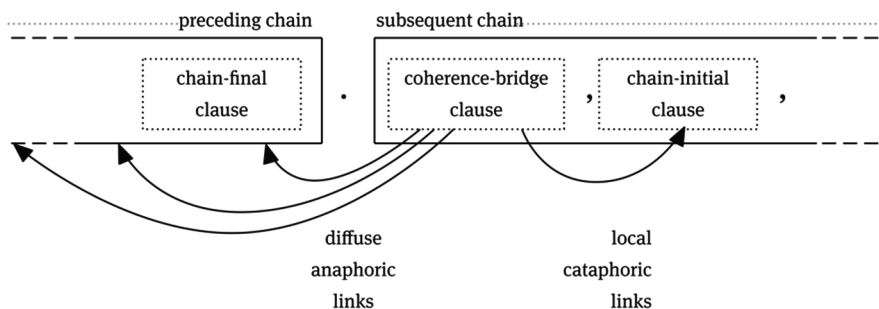 preceding chain
subsequent chain
chain-final
clause
.
coherence-bridge
clause
,
chain-initial
clause
,
diffuse
anaphoric
links
local
cataphoric
links